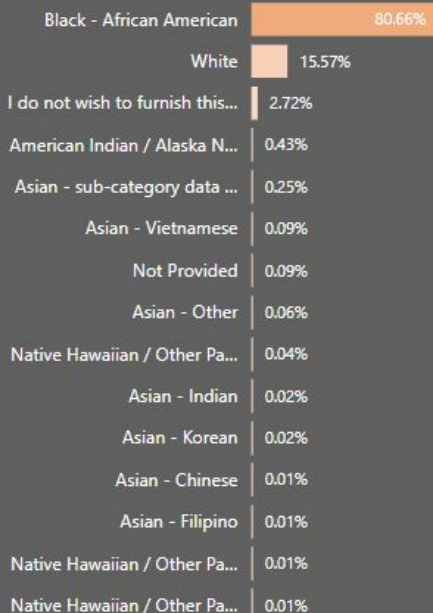 Black - African American 80.66%
White 15.57%
I do not wish to furnish this... 2.72%
American Indian / Alaska N... 0.43%
Asian - sub-category data ... 0.25%
Asian - Vietnamese 0.09%
Not Provided 0.09%
Asian - Other 0.06%
Native Hawaiian / Other Pa... 0.04%
Asian - Indian 0.02%
Asian - Korean 0.02%
Asian - Chinese 0.01%
Asian - Filipino 0.01%
Native Hawaiian / Other Pa... 0.01%
Native Hawaiian / Other Pa... 0.01%